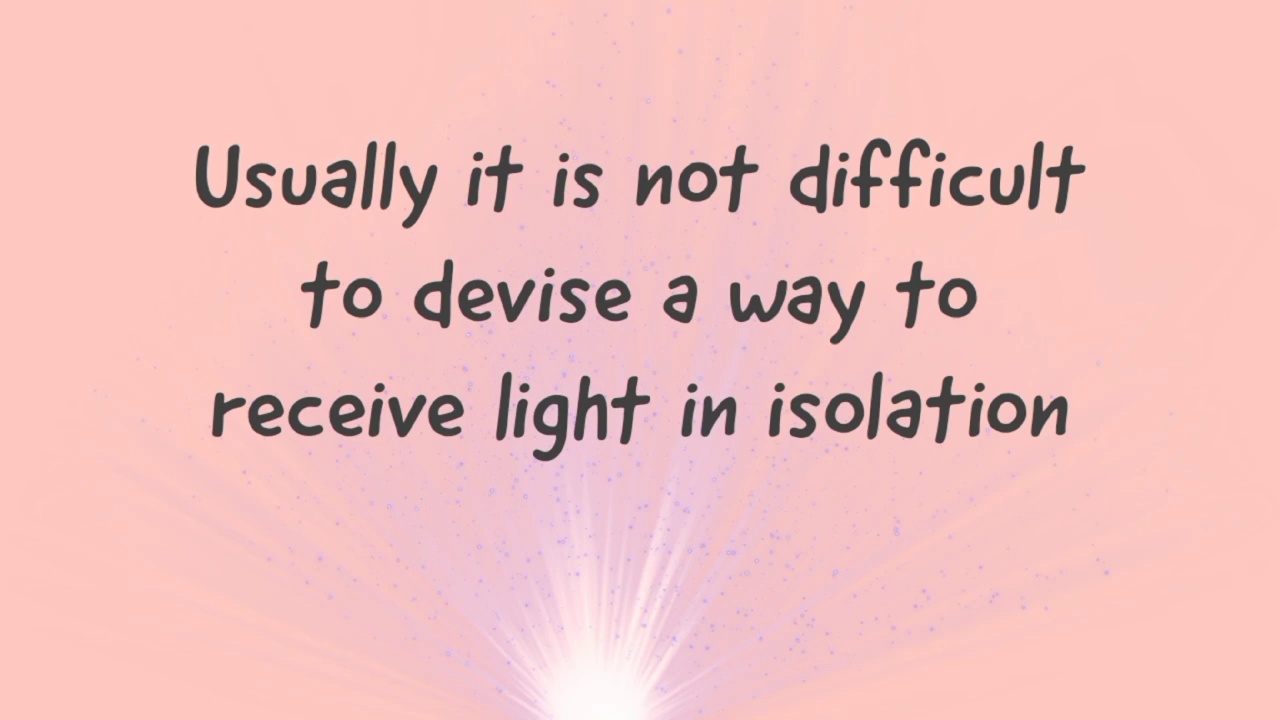 Usually it is not difficult
to devise a way to
receive light in isolation